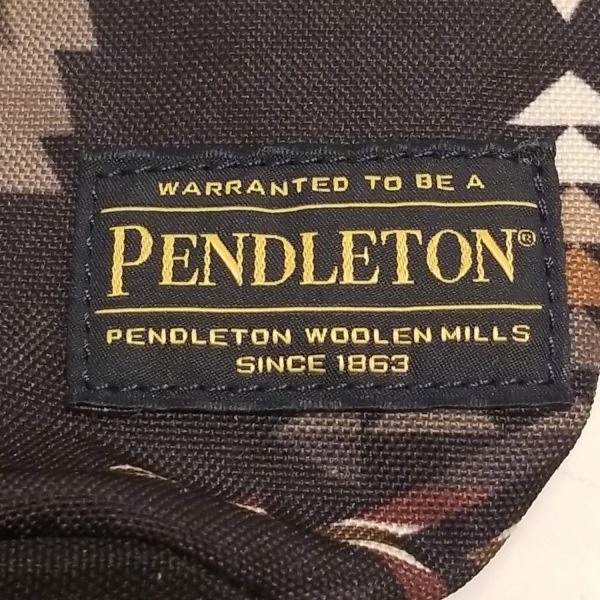 WARRANTED TO BE A
PENDLETON®
PENDLETON WOOLEN MILLS
SINCE 1863